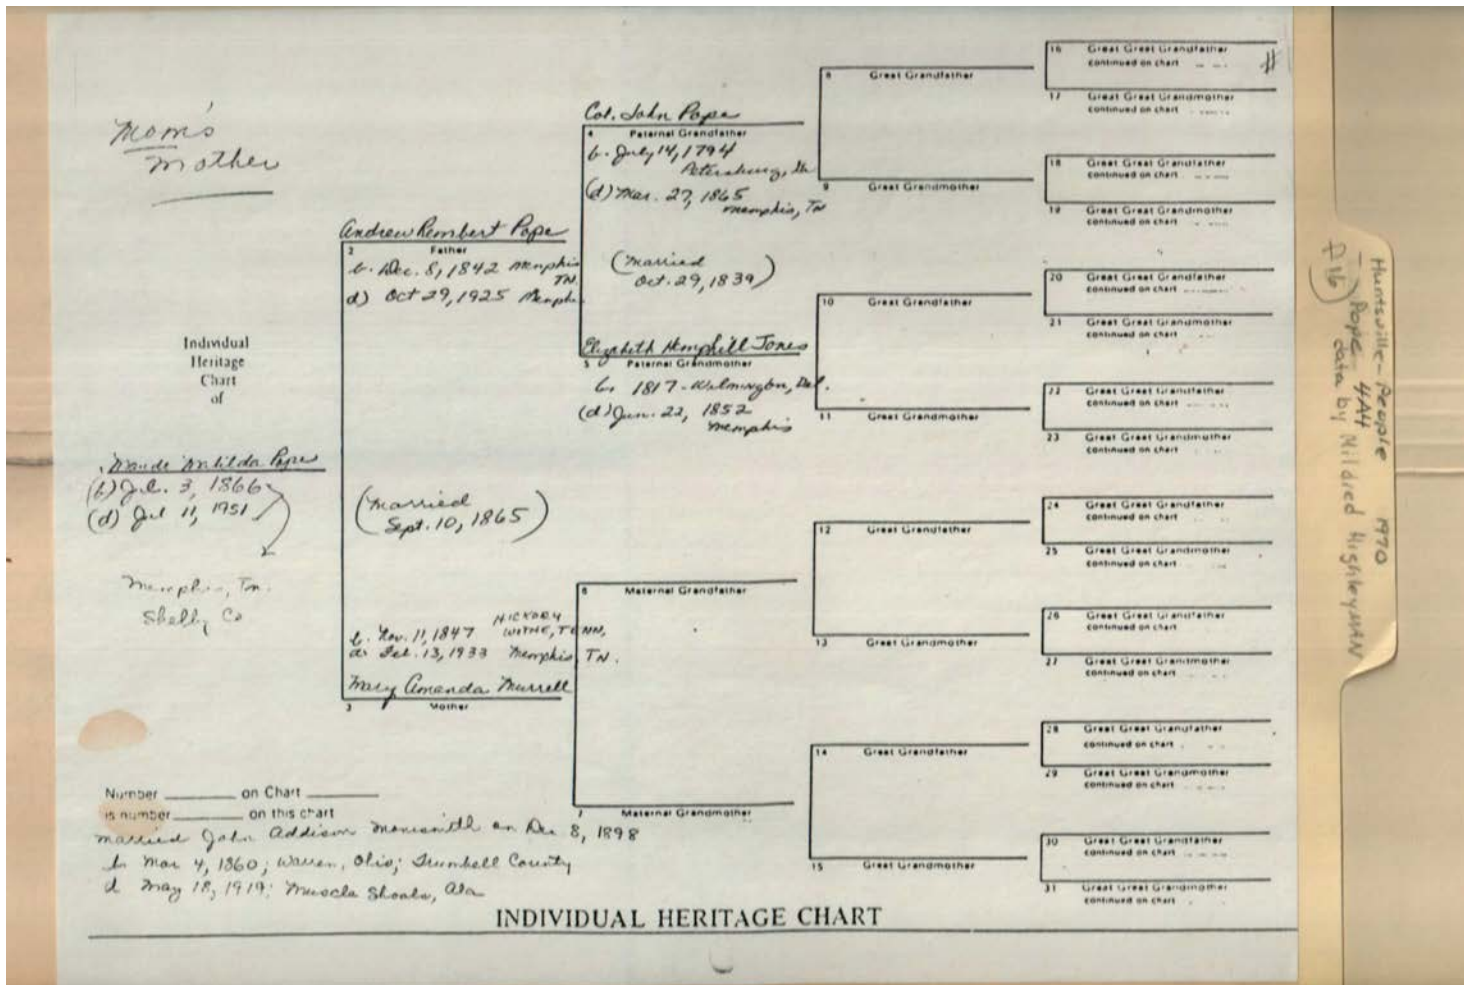 Mom's
Mother
Individual
Heritage
Chart
of
Maude Matilda Pope
(b) Jul. 3, 1866
(d) Jul 11, 1951
Memphis, Tn.
Shelby Co
Andrew Rembert Pope
2 Father
b. Dec. 8, 1842 Memphis
TN.
d) Oct 29, 1925 Memph.
(Married
Sept. 10, 1865)
HICKORY
b. Nov. 11, 1847 WITHE, TENN,
d. Feb. 13, 1933 Memphis, TN.
Mary Amanda Murrell
3 Mother
Col. John Pope
4 Paternal Grandfather
b. July 14, 1794
Petersburg,
(d) Mar. 27, 1865
Memphis, TN
(Married
Oct. 29, 1839)
Elizabeth Hemphill Jones
5 Paternal Grandmother
b. 1817 - Wilmington, Del.
(d) Jun. 22, 1852
Memphis
6 Maternal Grandfather
7 Maternal Grandmother
8 Great Grandfather
9 Great Grandmother
10 Great Grandfather
11 Great Grandmother
12 Great Grandfather
13 Great Grandmother
14 Great Grandfather
15 Great Grandmother
16 Great Great Grandfather
continued on chart
#
17 Great Great Grandmother
continued on chart
18 Great Great Grandfather
continued on chart
19 Great Great Grandmother
continued on chart
20 Great Great Grandfather
continued on chart
21 Great Great Grandmother
continued on chart
22 Great Great Grandfather
continued on chart
23 Great Great Grandmother
continued on chart
24 Great Great Grandfather
continued on chart
25 Great Great Grandmother
continued on chart
26 Great Great Grandfather
continued on chart
27 Great Great Grandmother
continued on chart
28 Great Great Grandfather
continued on chart
29 Great Great Grandmother
continued on chart
30 Great Great Grandfather
continued on chart
31 Great Great Grandmother
continued on chart
Number ________ on Chart ________
is number ________ on this chart
married John Addison on Dec 8, 1898
b Mar 4, 1860; Warren, Ohio; Trumbell County
d May 18, 1919; Muscle Shoals, Ala
INDIVIDUAL HERITAGE CHART
Huntsville - People 1970
Pope 4A4
data by Mildred Highleyman
P 16